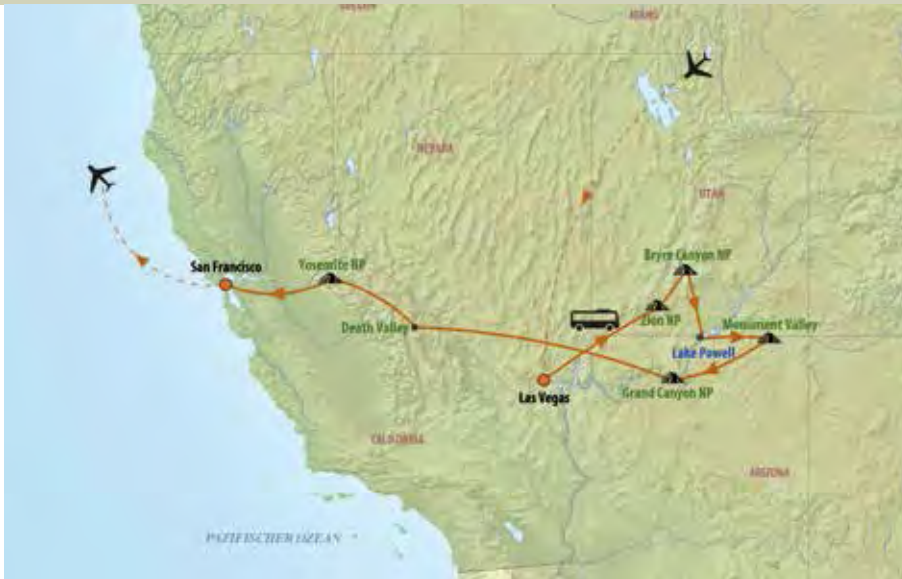 IDAHO
NEVADA
UTAH
Bryce Canyon NP
San Francisco
Yosemite NP
Zion NP
Monument Valley
Death Valley
Lake Powell
Grand Canyon NP
Las Vegas
CALIFORNIA
ARIZONA
PAZIFISCHER OZEAN